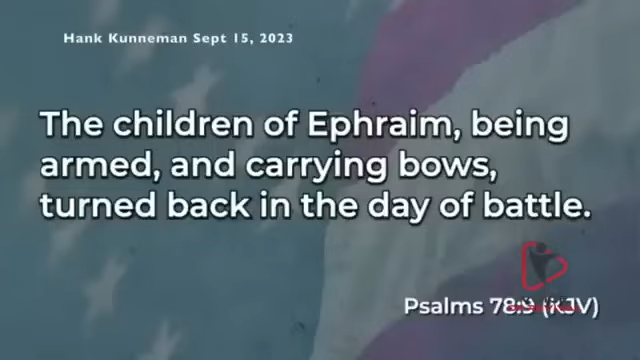 Hank Kunneman Sept 15, 2023
The children of Ephraim, being
armed, and carrying bows,
turned back in the day of battle.
Psalms 78:9 (KJV)